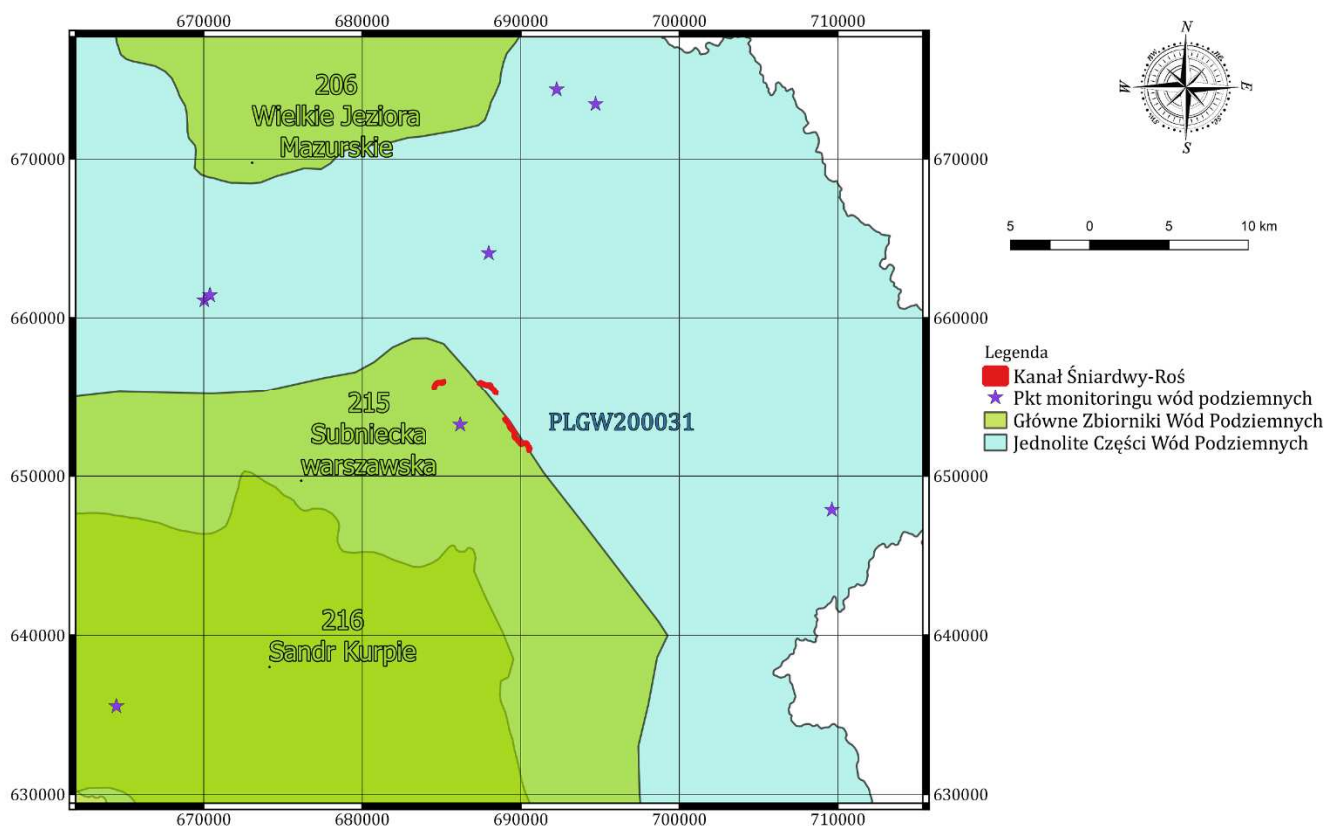 670000 680000 690000 700000 710000
206
Wielkie Jeziora
Mazurskie
670000 670000
660000 660000
215
Subniecka
warszawska
PLGW200031
650000 650000
216
Sandr Kurpie
640000 640000
630000 630000
670000 680000 690000 700000 710000
N
W E
S
5 0 5 10 km
Legenda
Kanał Śniardwy-Roś
Pkt monitoringu wód podziemnych
Główne Zbiorniki Wód Podziemnych
Jednolite Części Wód Podziemnych